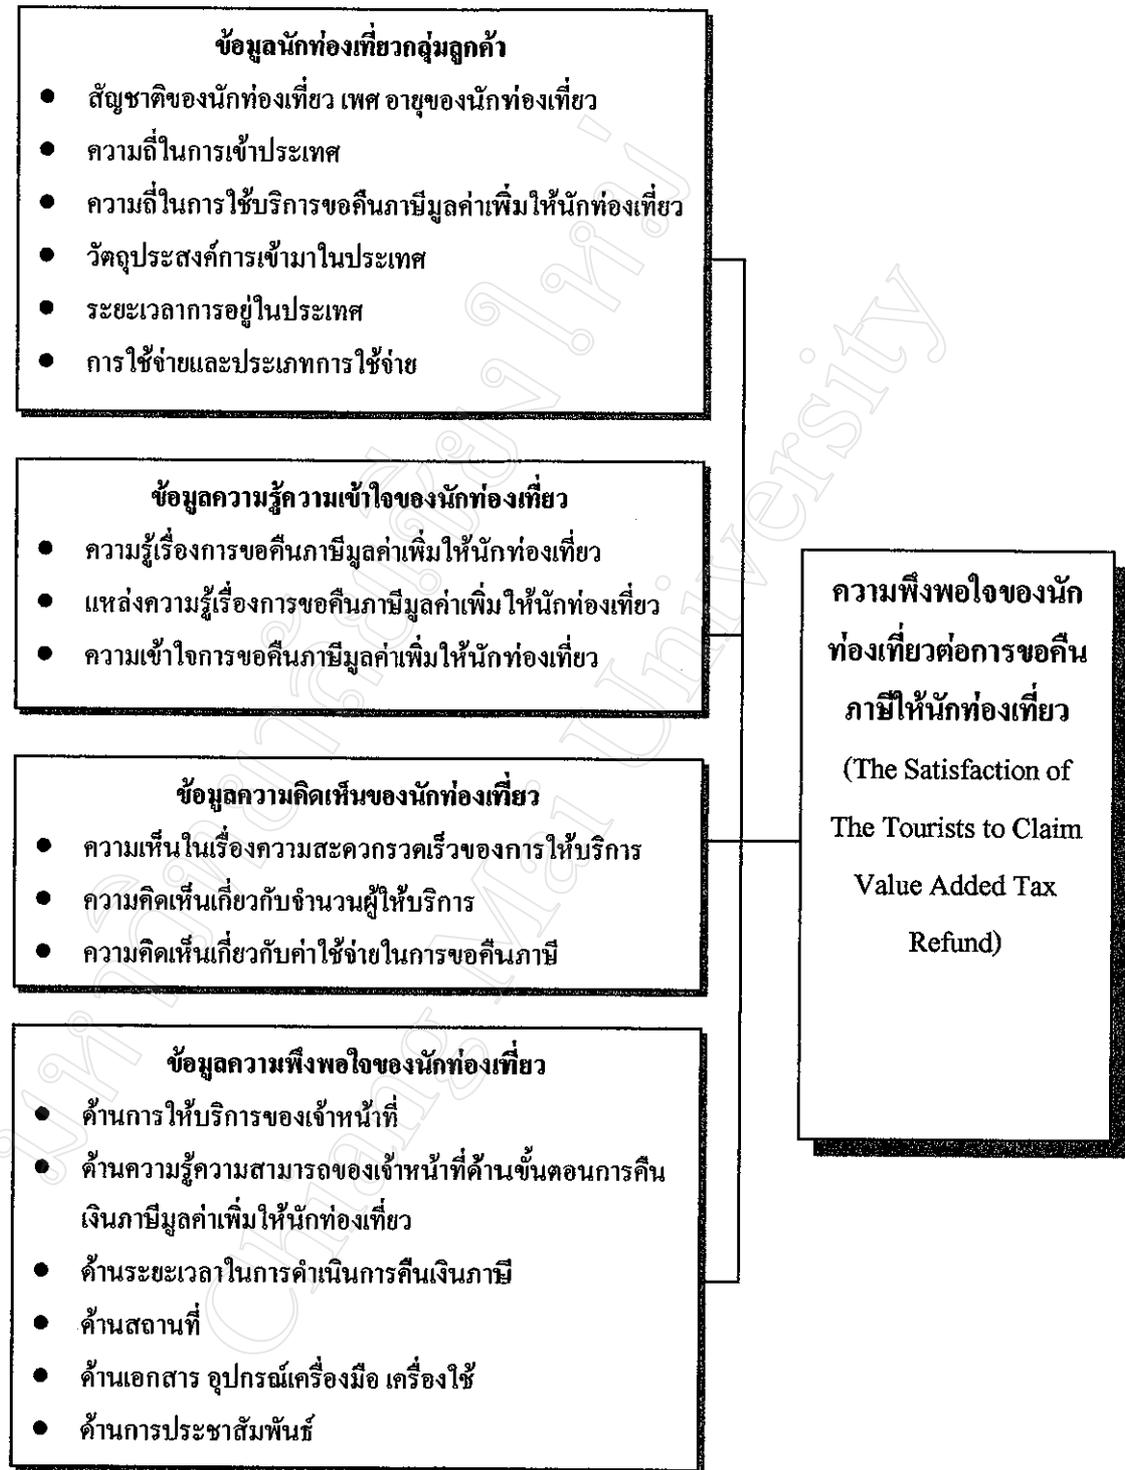 ข้อมูลนักท่องเที่ยวกลุ่มลูกค้า
● สัญชาติของนักท่องเที่ยว เพศ อายุของนักท่องเที่ยว
● ความถี่ในการเข้าประเทศ
● ความถี่ในการใช้บริการขอคืนภาษีมูลค่าเพิ่มให้นักท่องเที่ยว
● วัตถุประสงค์การเข้ามาในประเทศ
● ระยะเวลาการอยู่ในประเทศ
● การใช้จ่ายและประเภทการใช้จ่าย
ข้อมูลความรู้ความเข้าใจของนักท่องเที่ยว
● ความรู้เรื่องการขอคืนภาษีมูลค่าเพิ่มให้นักท่องเที่ยว
● แหล่งความรู้เรื่องการขอคืนภาษีมูลค่าเพิ่มให้นักท่องเที่ยว
● ความเข้าใจการขอคืนภาษีมูลค่าเพิ่มให้นักท่องเที่ยว
ข้อมูลความคิดเห็นของนักท่องเที่ยว
● ความเห็นในเรื่องความสะดวกรวดเร็วของการให้บริการ
● ความคิดเห็นเกี่ยวกับจำนวนผู้ให้บริการ
● ความคิดเห็นเกี่ยวกับค่าใช้จ่ายในการขอคืนภาษี
ข้อมูลความพึงพอใจของนักท่องเที่ยว
● ด้านการให้บริการของเจ้าหน้าที่
● ด้านความรู้ความสามารถของเจ้าหน้าที่ด้านขั้นตอนการคืน
เงินภาษีมูลค่าเพิ่มให้นักท่องเที่ยว
● ด้านระยะเวลาในการดำเนินการคืนเงินภาษี
● ด้านสถานที่
● ด้านเอกสาร อุปกรณ์เครื่องมือ เครื่องใช้
● ด้านการประชาสัมพันธ์
ความพึงพอใจของนัก
ท่องเที่ยวต่อการขอคืน
ภาษีให้นักท่องเที่ยว
(The Satisfaction of
The Tourists to Claim
Value Added Tax
Refund)
มหาวิทยาลัยเชียงใหม่
Chiang Mai University